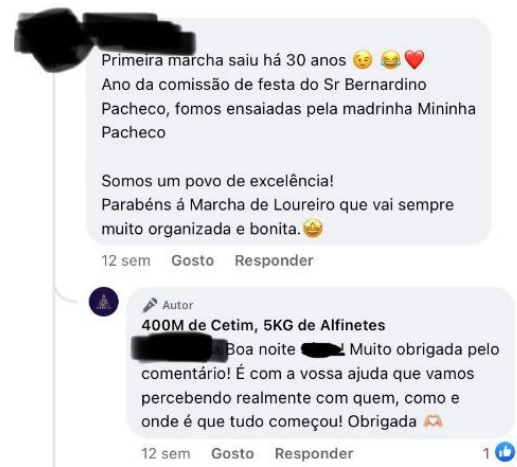 Primeira marcha saiu há 30 anos 😉 😂❤️
Ano da comissão de festa do Sr Bernardino
Pacheco, fomos ensaiadas pela madrinha Mininha
Pacheco
Somos um povo de excelência!
Parabéns á Marcha de Loureiro que vai sempre
muito organizada e bonita.🤩
12 sem Gosto Responder
Autor
400M de Cetim, 5KG de Alfinetes
Boa noite ! Muito obrigada pelo
comentário! É com a vossa ajuda que vamos
percebendo realmente com quem, como e
onde é que tudo começou! Obrigada 🫶🏼
12 sem Gosto Responder 1